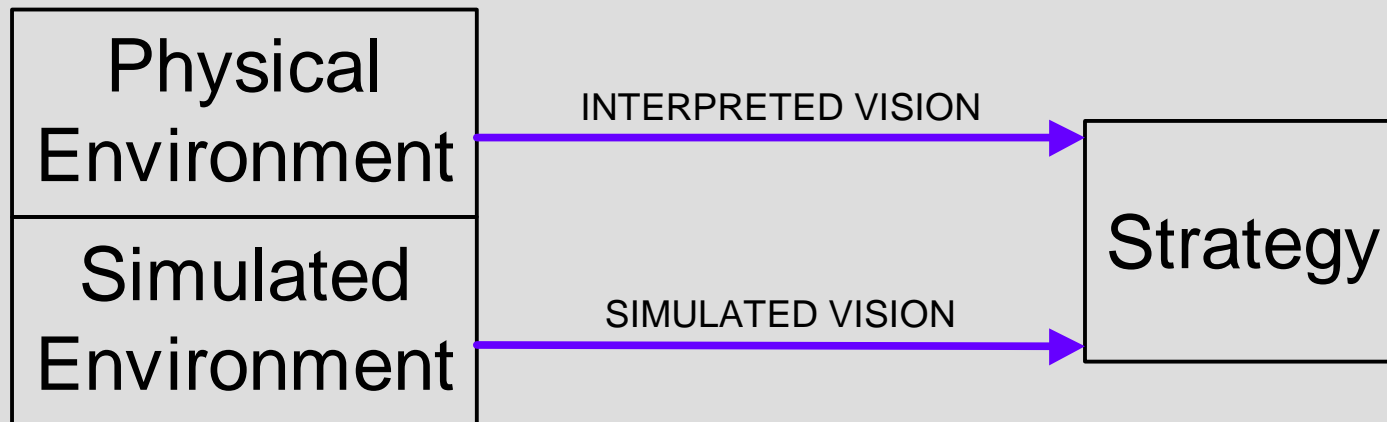 Physical
Environment
INTERPRETED VISION
Simulated
Environment
SIMULATED VISION
Strategy